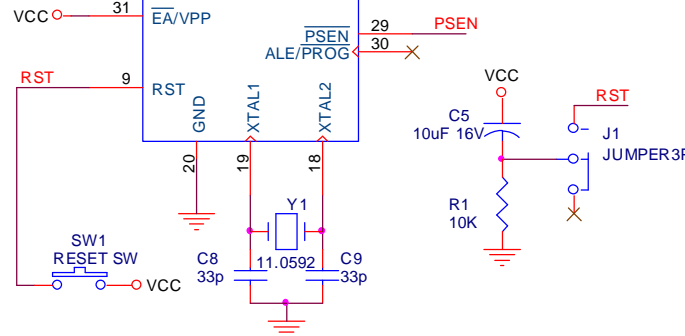 VCC
31
EA/VPP
PSEN
29
PSEN
ALE/PROG
30
RST
9
RST
GND
XTAL1
XTAL2
20
19
18
VCC
C5
10uF 16V
RST
J1
JUMPER3P
R1
10K
Y1
11.0592
C8
33p
C9
33p
SW1
RESET SW
VCC